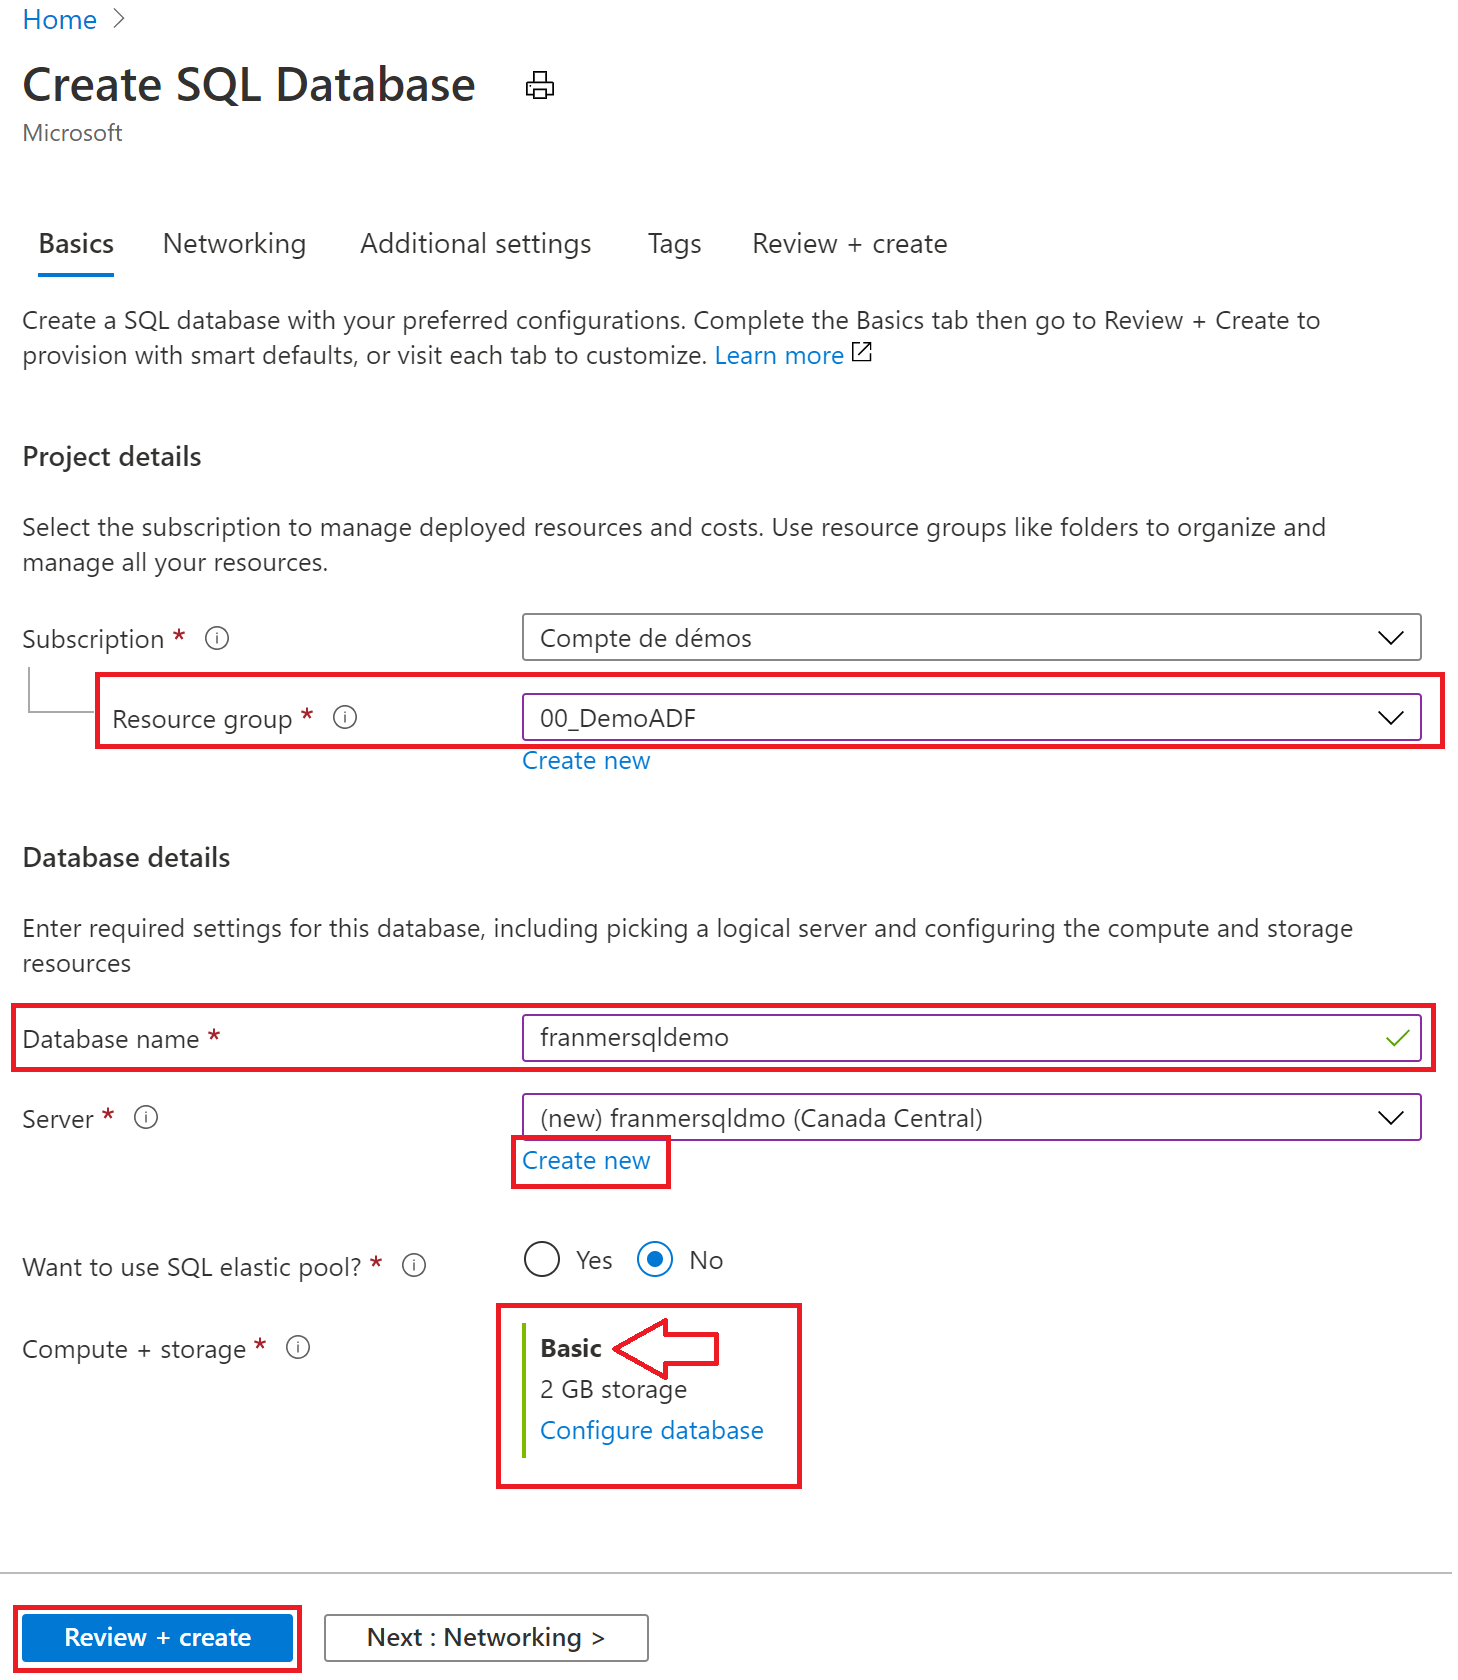 Home >
Create SQL Database
Microsoft
Basics Networking Additional settings Tags Review + create
Create a SQL database with your preferred configurations. Complete the Basics tab then go to Review + Create to
provision with smart defaults, or visit each tab to customize. Learn more
Project details
Select the subscription to manage deployed resources and costs. Use resource groups like folders to organize and
manage all your resources.
Subscription * Compte de démos
Resource group * 00_DemoADF
Create new
Database details
Enter required settings for this database, including picking a logical server and configuring the compute and storage
resources
Database name * franmersqldemo
Server * (new) franmersqldmo (Canada Central)
Create new
Want to use SQL elastic pool? * Yes No
Compute + storage * Basic
2 GB storage
Configure database
Review + create Next : Networking >